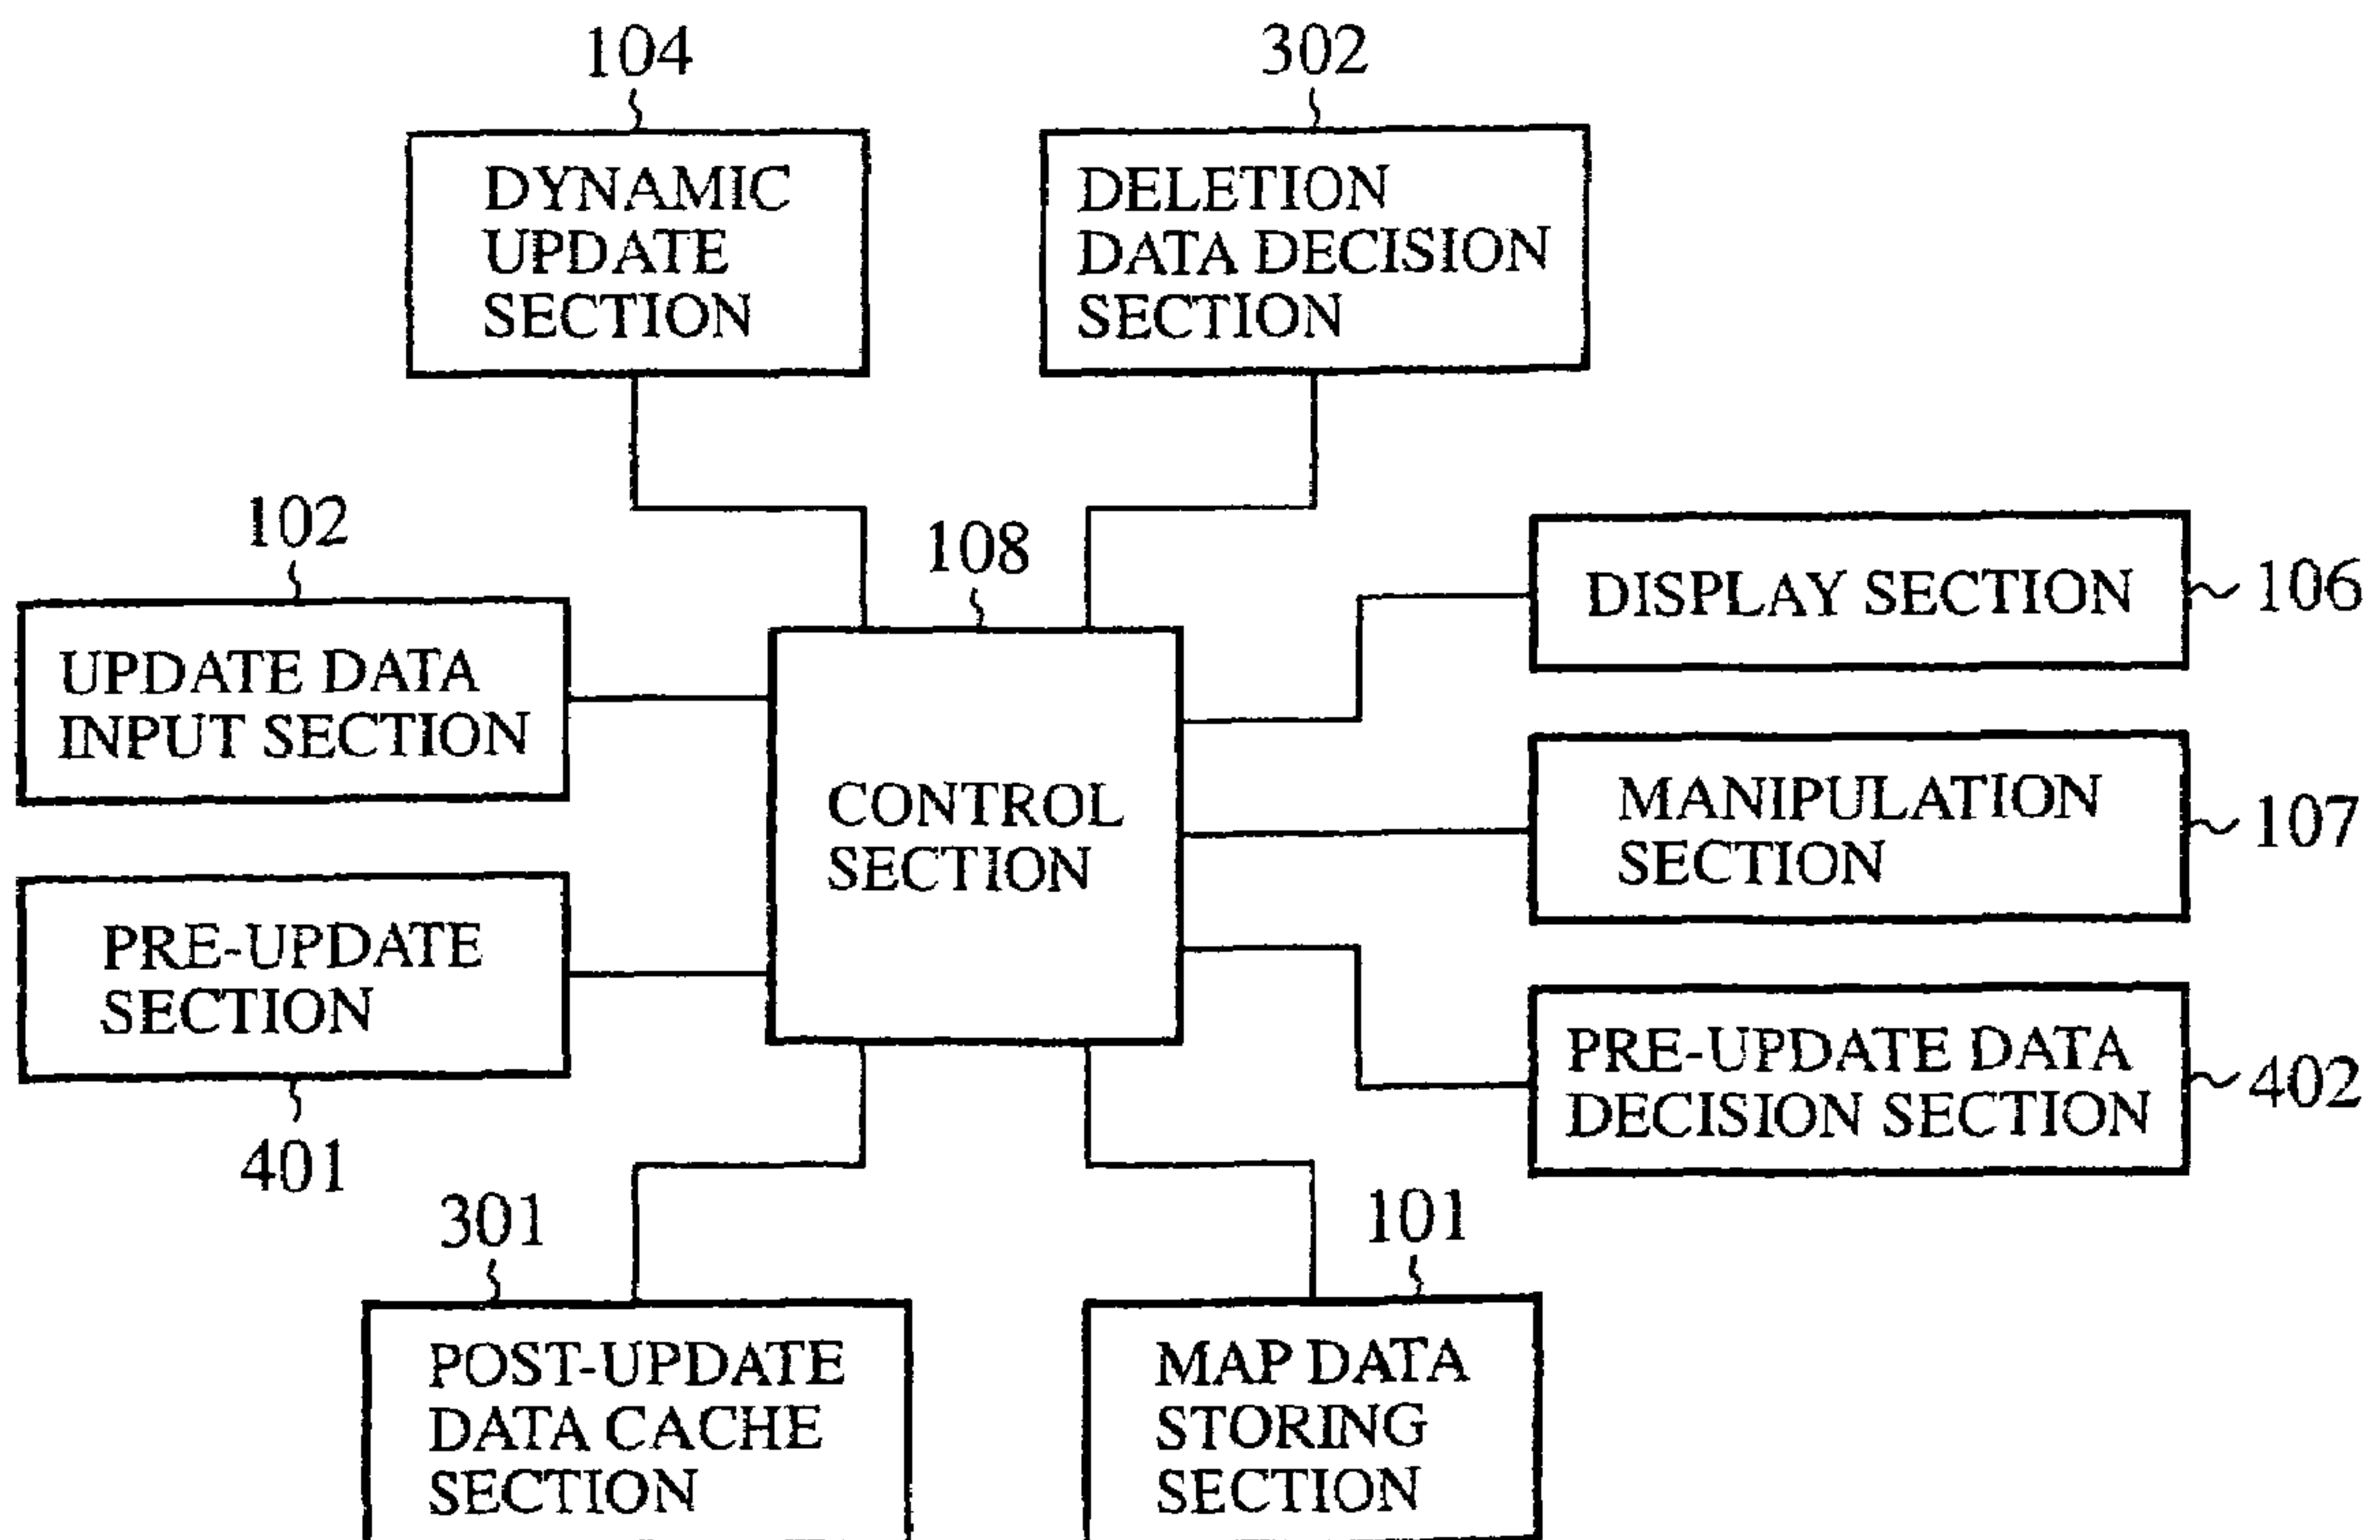 104
302
DYNAMIC
UPDATE
SECTION
DELETION
DATA DECISION
SECTION
102
108
DISPLAY SECTION
106
UPDATE DATA
INPUT SECTION
CONTROL
SECTION
MANIPULATION
SECTION
107
PRE-UPDATE
SECTION
401
PRE-UPDATE DATA
DECISION SECTION
402
301
101
POST-UPDATE
DATA CACHE
SECTION
MAP DATA
STORING
SECTION